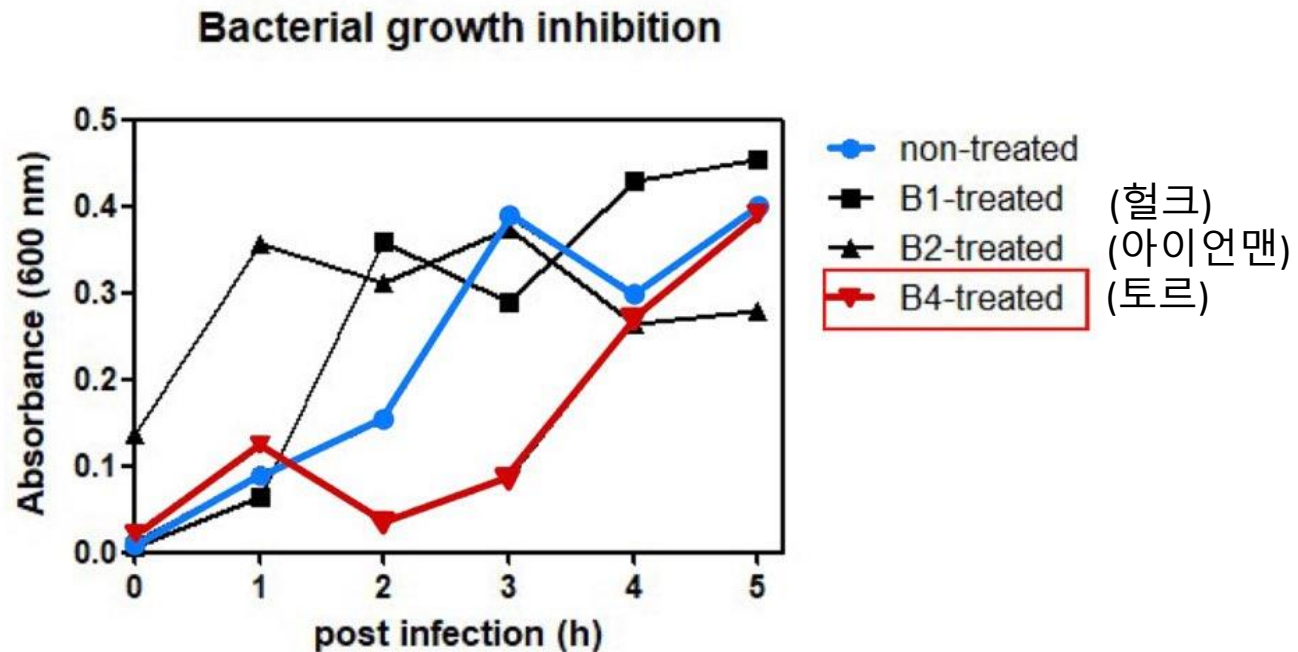 Bacterial growth inhibition
0.5
0.4
0.3
0.2
0.1
0.0
Absorbance (600 nm)
0 1 2 3 4 5
post infection (h)
non-treated
B1-treated (헐크)
B2-treated (아이언맨)
B4-treated (토르)